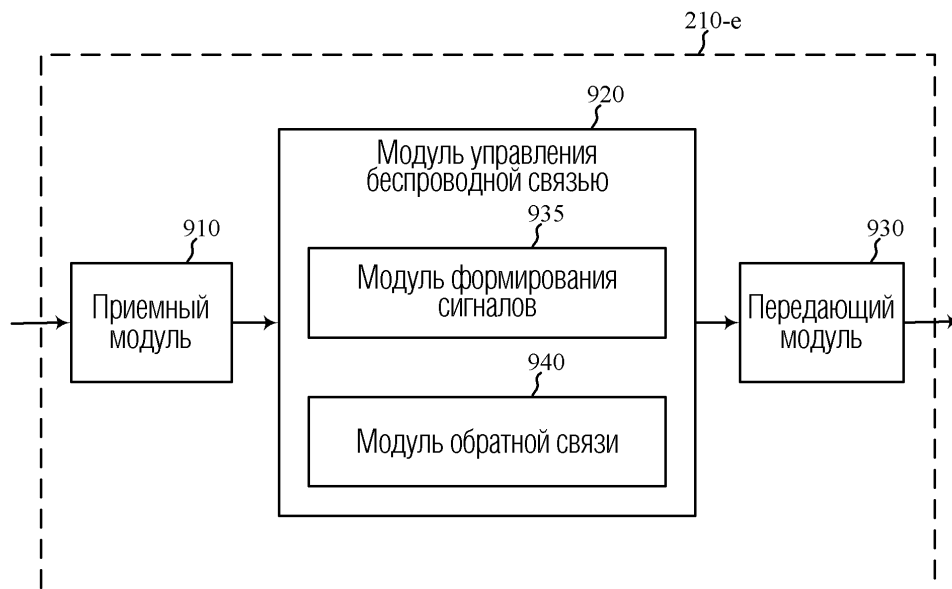 210-e
920
Модуль управления
беспроводной связью
910
Приемный
модуль
935
Модуль формирования
сигналов
930
Передающий
модуль
940
Модуль обратной связи